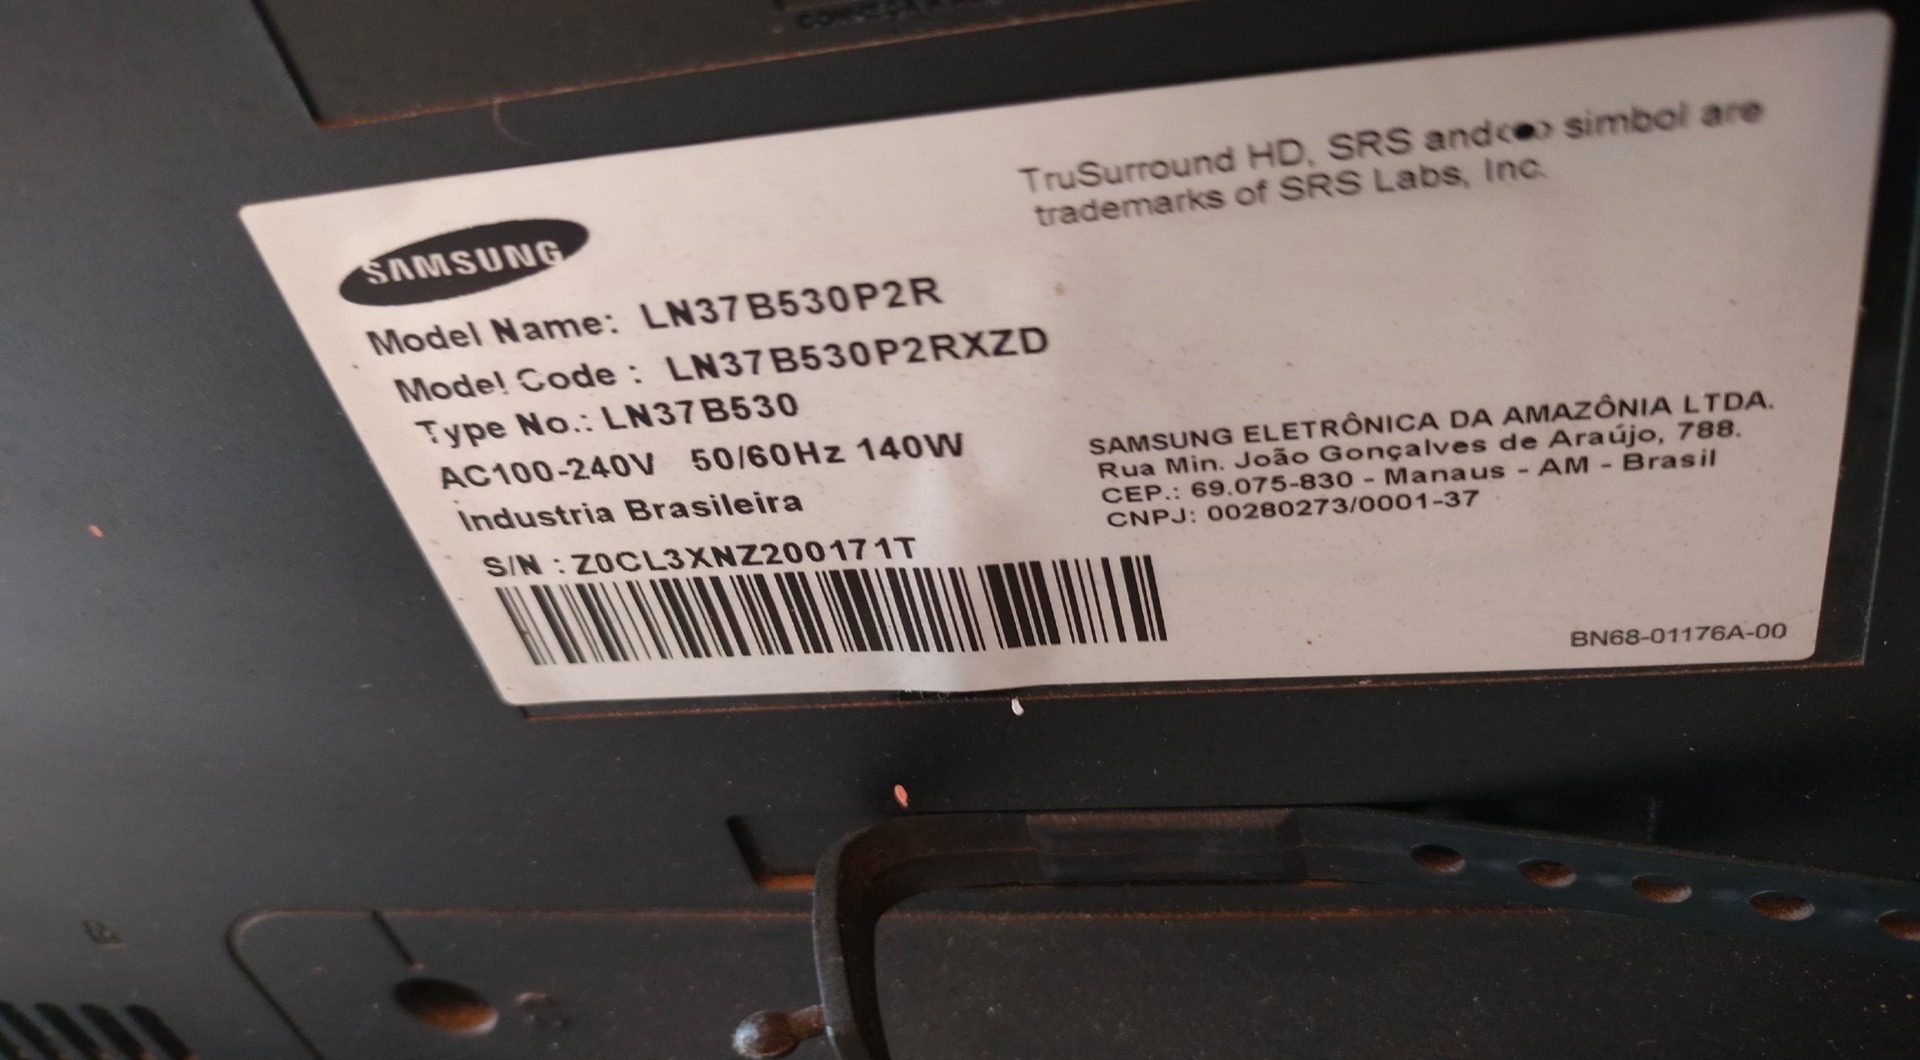 TruSurround HD, SRS and <●> simbol are
trademarks of SRS Labs, Inc.
SAMSUNG
Model Name: LN37B530P2R
Model Code : LN37B530P2RXZD
Type No.: LN37B530
AC100-240V 50/60Hz 140W
Industria Brasileira
S/N : Z0CL3XNZ200171T
SAMSUNG ELETRÔNICA DA AMAZÔNIA LTDA.
Rua Min. João Gonçalves de Araújo, 788.
CEP.: 69.075-830 - Manaus - AM - Brasil
CNPJ: 00280273/0001-37
BN68-01176A-00